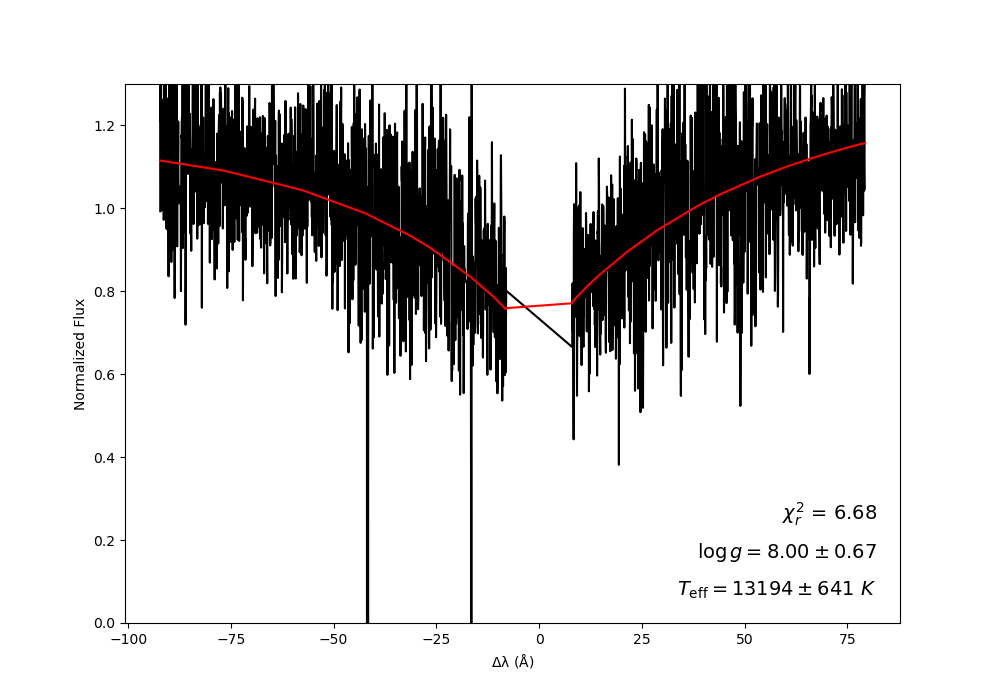 1.2
1.0
0.8
0.6
0.4
0.2
0.0
Normalized Flux
χ²ᵣ = 6.68
log g = 8.00 ± 0.67
T_eff = 13194 ± 641 K
−100 −75 −50 −25 0 25 50 75
Δλ (Å)